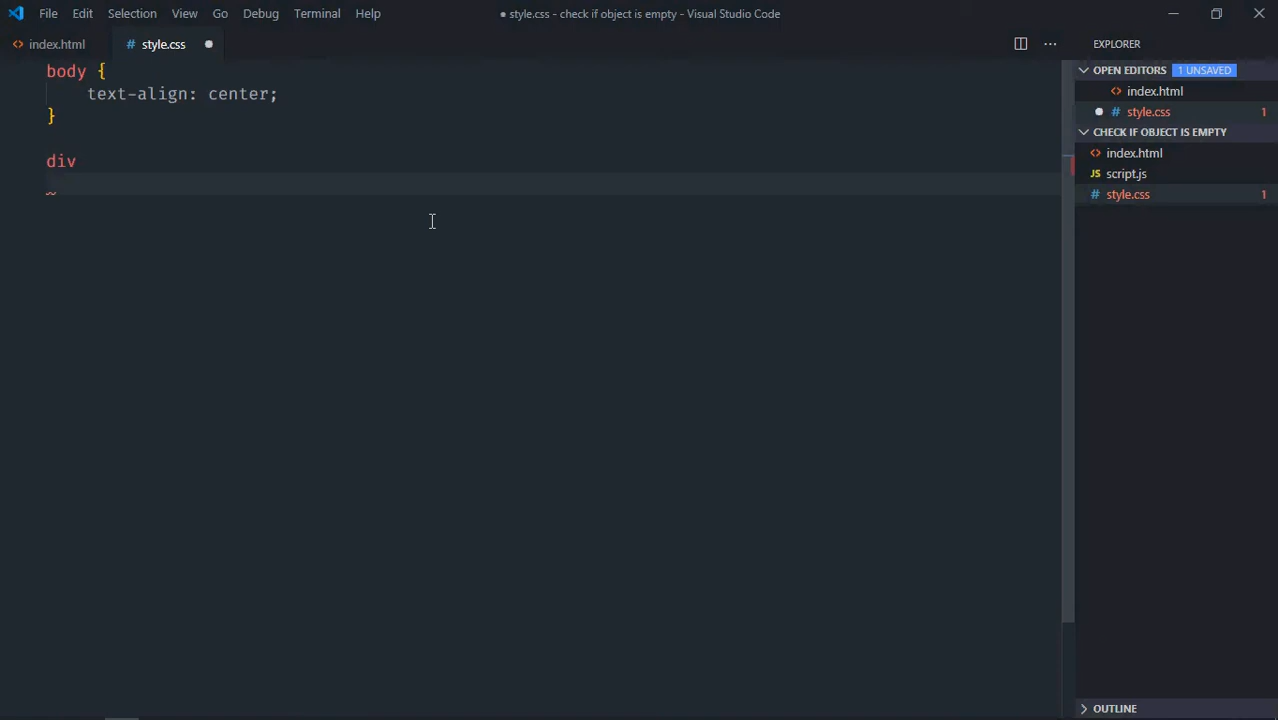 File Edit Selection View Go Debug Terminal Help
● style.css - check if object is empty - Visual Studio Code
<> index.html # style.css ●
EXPLORER
OPEN EDITORS 1 UNSAVED
<> index.html
● # style.css 1
CHECK IF OBJECT IS EMPTY
<> index.html
JS script.js
# style.css 1
OUTLINE
body {
text-align: center;
}
div